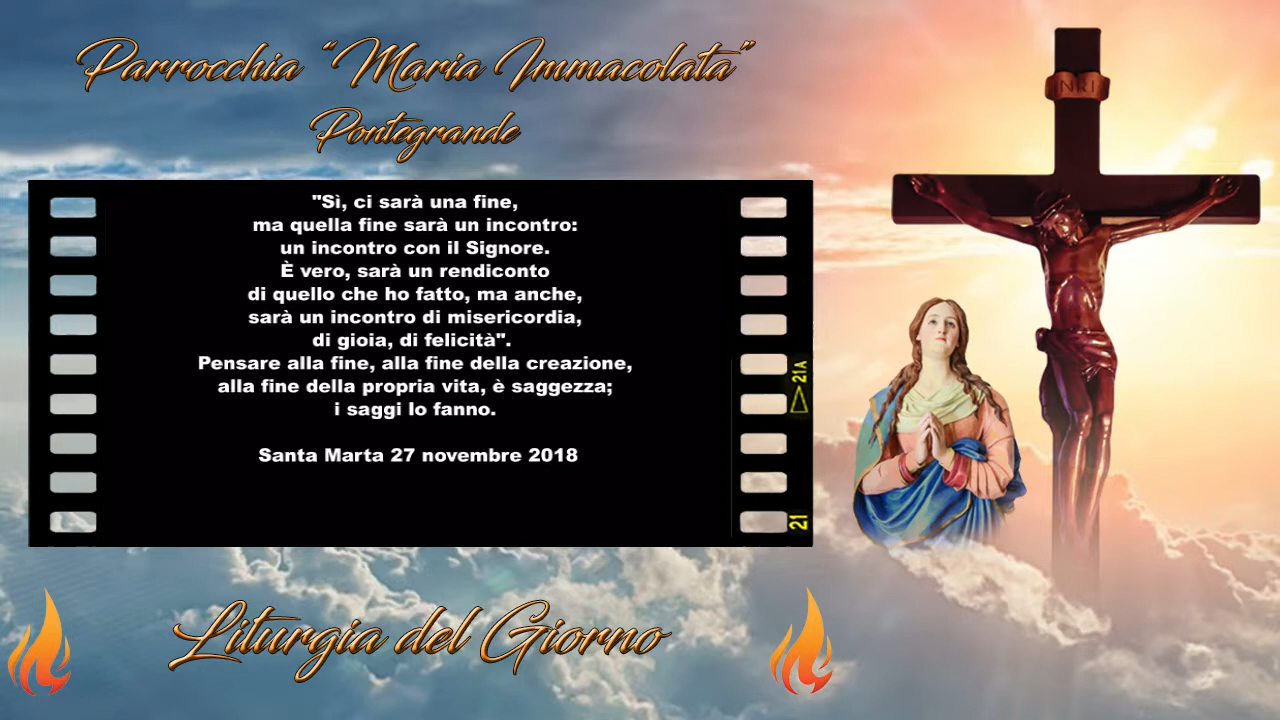 Parrocchia “Maria Immacolata”
Pontegrande
"Sì, ci sarà una fine,
ma quella fine sarà un incontro:
un incontro con il Signore.
È vero, sarà un rendiconto
di quello che ho fatto, ma anche,
sarà un incontro di misericordia,
di gioia, di felicità".
Pensare alla fine, alla fine della creazione,
alla fine della propria vita, è saggezza;
i saggi lo fanno.
Santa Marta 27 novembre 2018
21A
21
INRI
Liturgia del Giorno